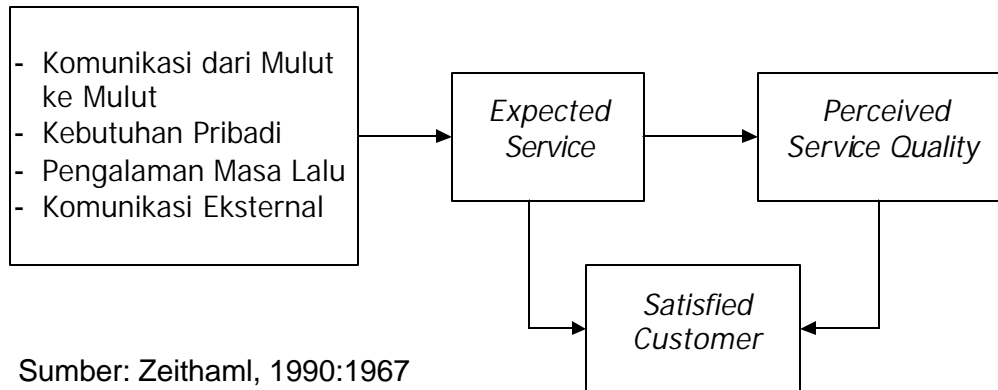 - Komunikasi dari Mulut
ke Mulut
- Kebutuhan Pribadi
- Pengalaman Masa Lalu
- Komunikasi Eksternal
Expected
Service
Perceived
Service Quality
Satisfied
Customer
Sumber: Zeithaml, 1990:1967